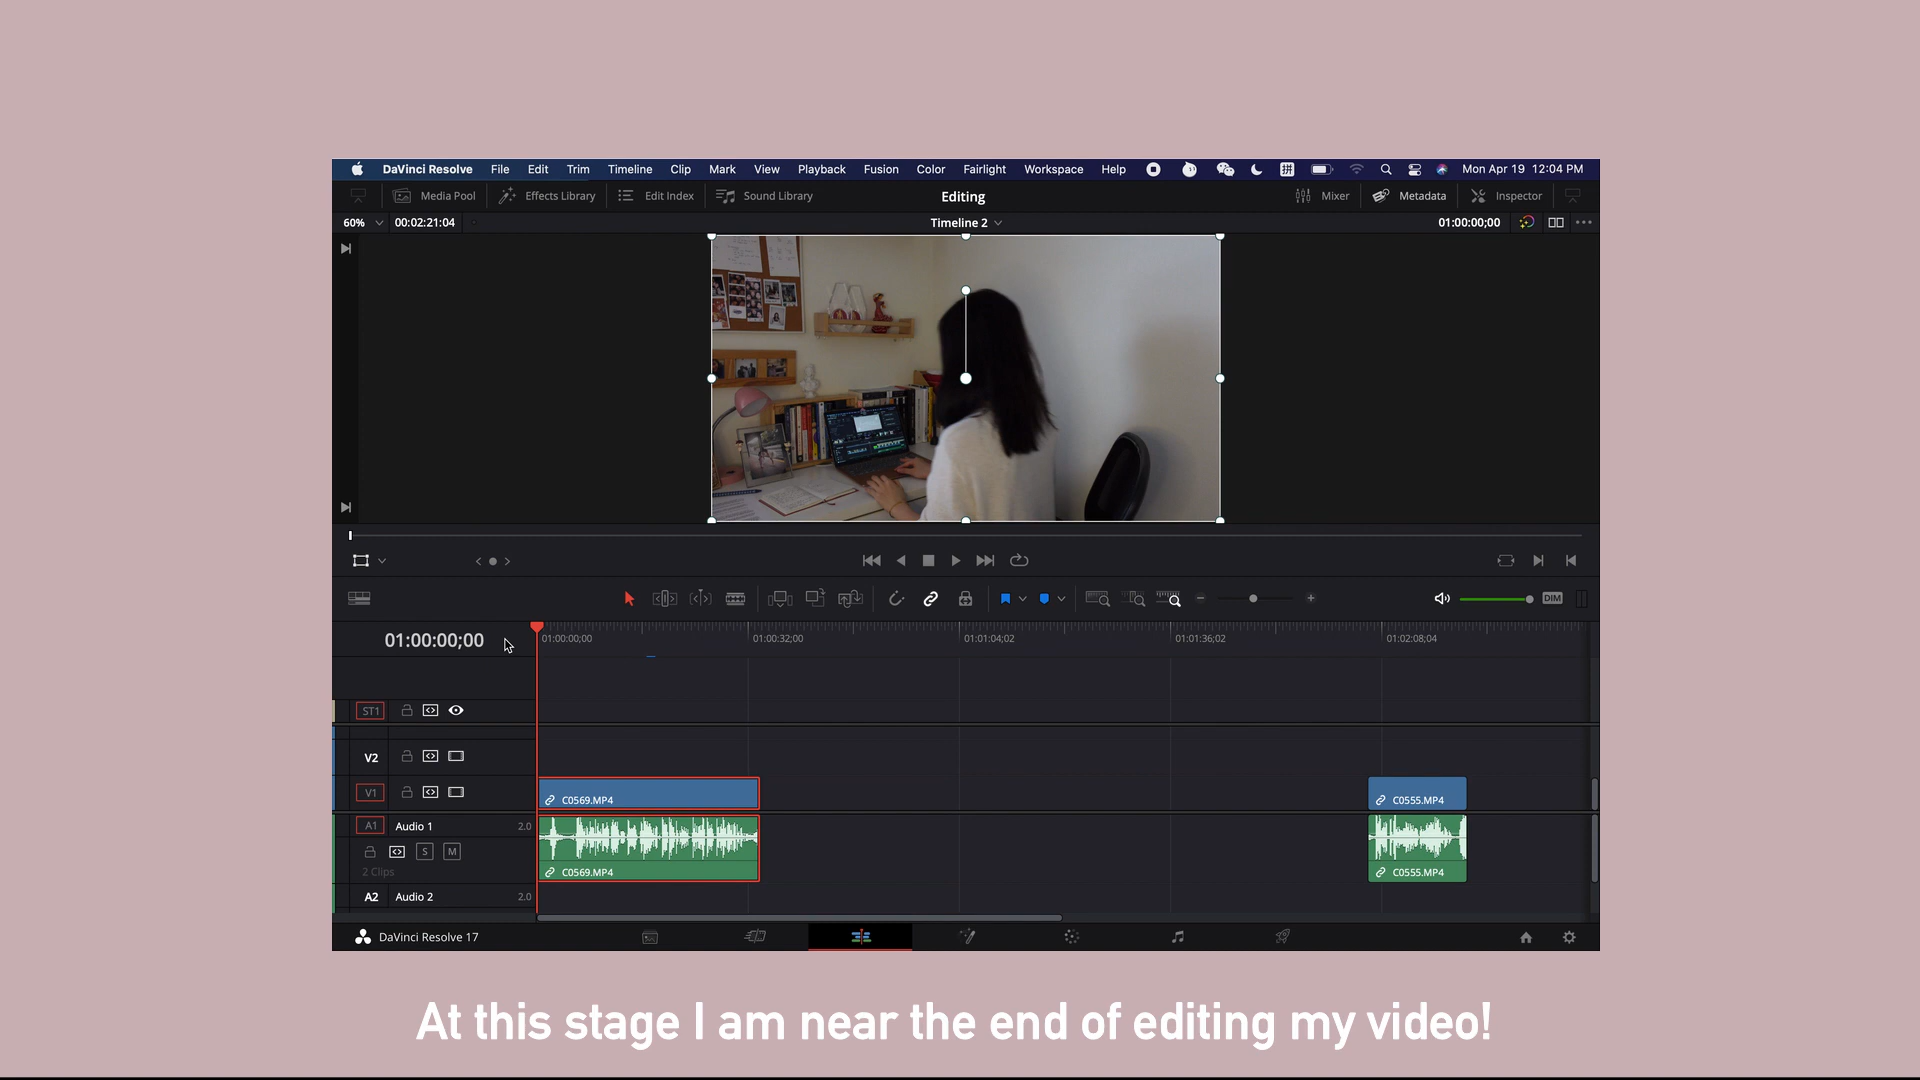 DaVinci Resolve File Edit Trim Timeline Clip Mark View Playback Fusion Color Fairlight Workspace Help 拼 Mon Apr 19 12:04 PM
Media Pool Effects Library Edit Index Sound Library Editing Mixer Metadata Inspector
60% 00:02:21:04 Timeline 2 01:00:00;00
DIM
01:00:00;00 01:00:00;00 01:00:32;00 01:01:04;02 01:01:36;02 01:02:08;04
ST1
V2
V1 C0569.MP4 C0555.MP4
A1 Audio 1 2.0
S M
2 Clips C0569.MP4 C0555.MP4
A2 Audio 2 2.0
DaVinci Resolve 17
At this stage I am near the end of editing my video!